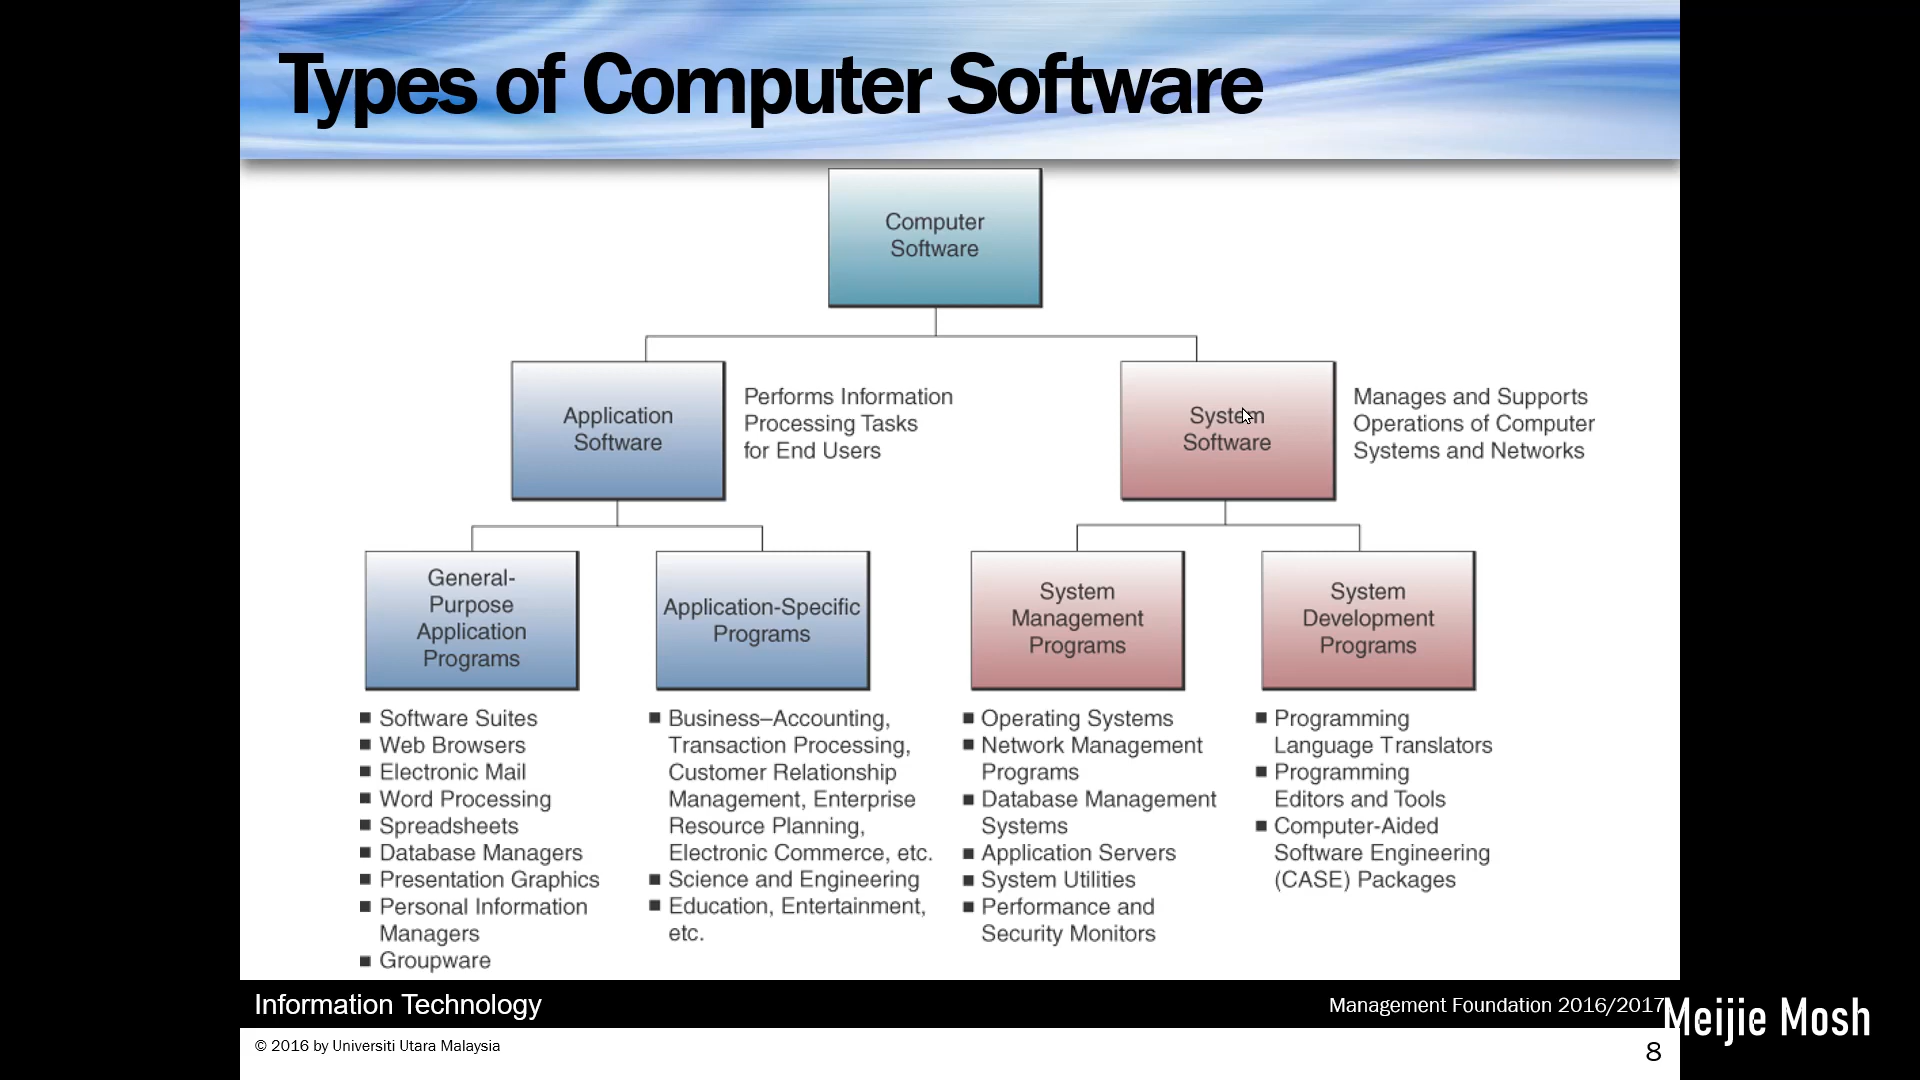 Types of Computer Software
Computer
Software
Application
Software
Performs Information
Processing Tasks
for End Users
System
Software
Manages and Supports
Operations of Computer
Systems and Networks
General-
Purpose
Application
Programs
Application-Specific
Programs
System
Management
Programs
System
Development
Programs
■ Software Suites
■ Web Browsers
■ Electronic Mail
■ Word Processing
■ Spreadsheets
■ Database Managers
■ Presentation Graphics
■ Personal Information
Managers
■ Groupware
■ Business–Accounting,
Transaction Processing,
Customer Relationship
Management, Enterprise
Resource Planning,
Electronic Commerce, etc.
■ Science and Engineering
■ Education, Entertainment,
etc.
■ Operating Systems
■ Network Management
Programs
■ Database Management
Systems
■ Application Servers
■ System Utilities
■ Performance and
Security Monitors
■ Programming
Language Translators
■ Programming
Editors and Tools
■ Computer-Aided
Software Engineering
(CASE) Packages
Information Technology
Management Foundation 2016/2017
Meijie Mosh
© 2016 by Universiti Utara Malaysia
8